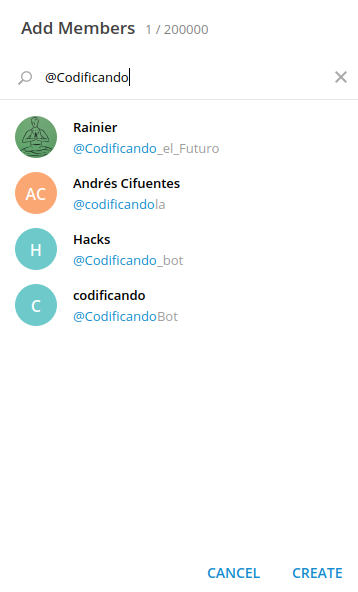 Add Members 1 / 200000
@Codificando
Rainier
@Codificando_el_Futuro
AC
Andrés Cifuentes
@codificandola
H
Hacks
@Codificando_bot
C
codificando
@CodificandoBot
CANCEL CREATE